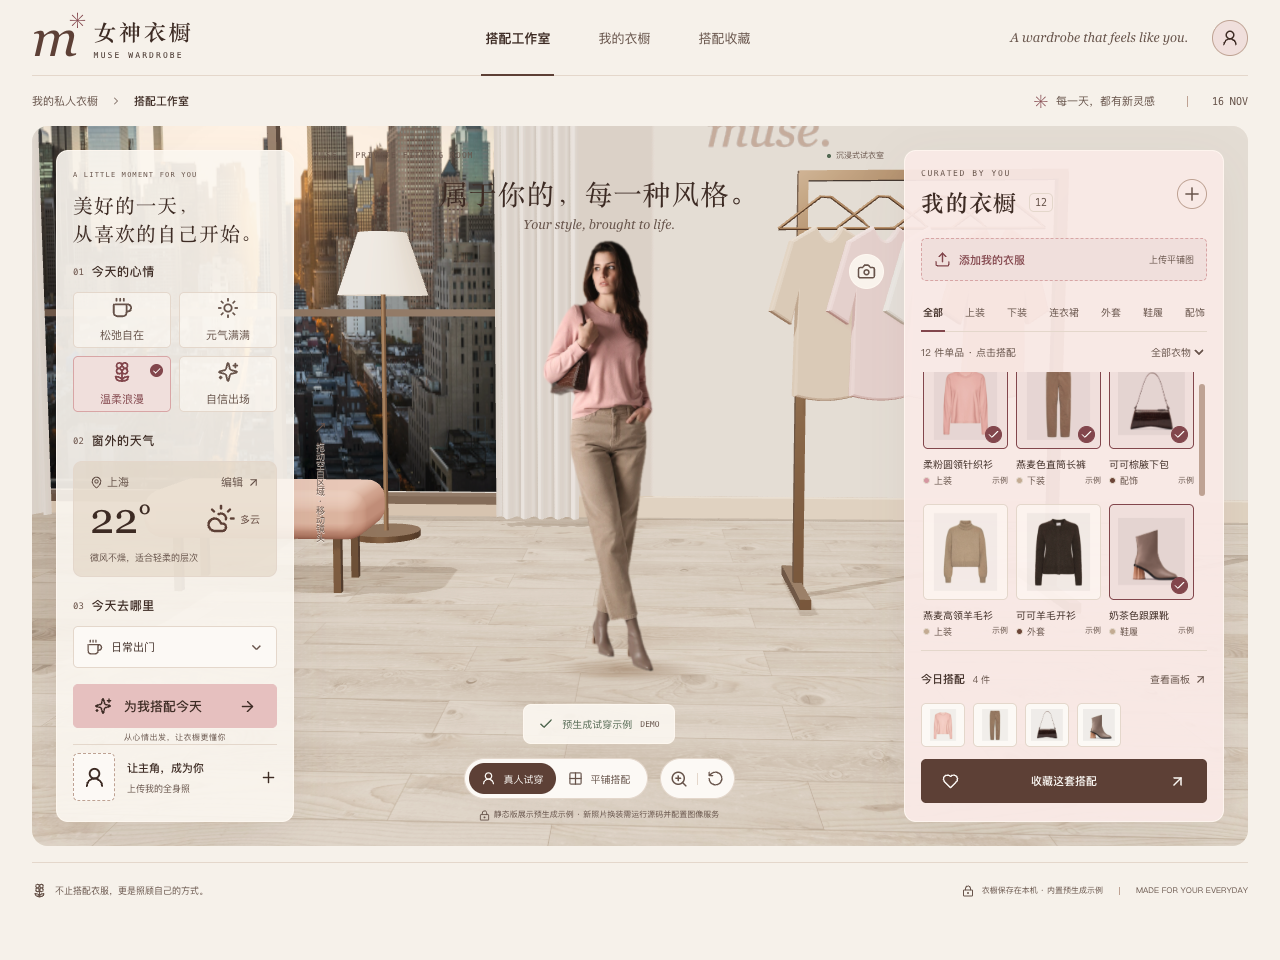 m
女神衣橱
MUSE WARDROBE
搭配工作室
我的衣橱
搭配收藏
A wardrobe that feels like you.
我的私人衣橱
搭配工作室
每一天，都有新灵感
16 NOV
muse.
沉浸式试衣室
属于你的，每一种风格。
Your style, brought to life.
A LITTLE MOMENT FOR YOU
美好的一天，
从喜欢的自己开始。
01 今天的心情
松弛自在
元气满满
温柔浪漫
自信出场
02 窗外的天气
上海
编辑
22°
多云
微风不燥，适合轻柔的层次
03 今天去哪里
日常出门
为我搭配今天
从心情出发，让衣橱更懂你
让主角，成为你
上传我的全身照
预生成试穿示例 DEMO
真人试穿
平铺搭配
静态版展示预生成示例 · 新照片换装需运行源码并配置图像服务
CURATED BY YOU
我的衣橱 12
添加我的衣服
上传平铺图
全部 上装 下装 连衣裙 外套 鞋履 配饰
12 件单品 · 点击搭配
全部衣物
柔粉圆领针织衫
上装 示例
燕麦色直筒长裤
下装 示例
可可棕腋下包
配饰 示例
燕麦高领羊毛衫
上装 示例
可可羊毛开衫
外套 示例
奶茶色跟踝靴
鞋履 示例
今日搭配 4 件
查看画板
收藏这套搭配
不止搭配衣服，更是照顾自己的方式。
衣橱保存在本机 · 内置预生成示例
MADE FOR YOUR EVERYDAY